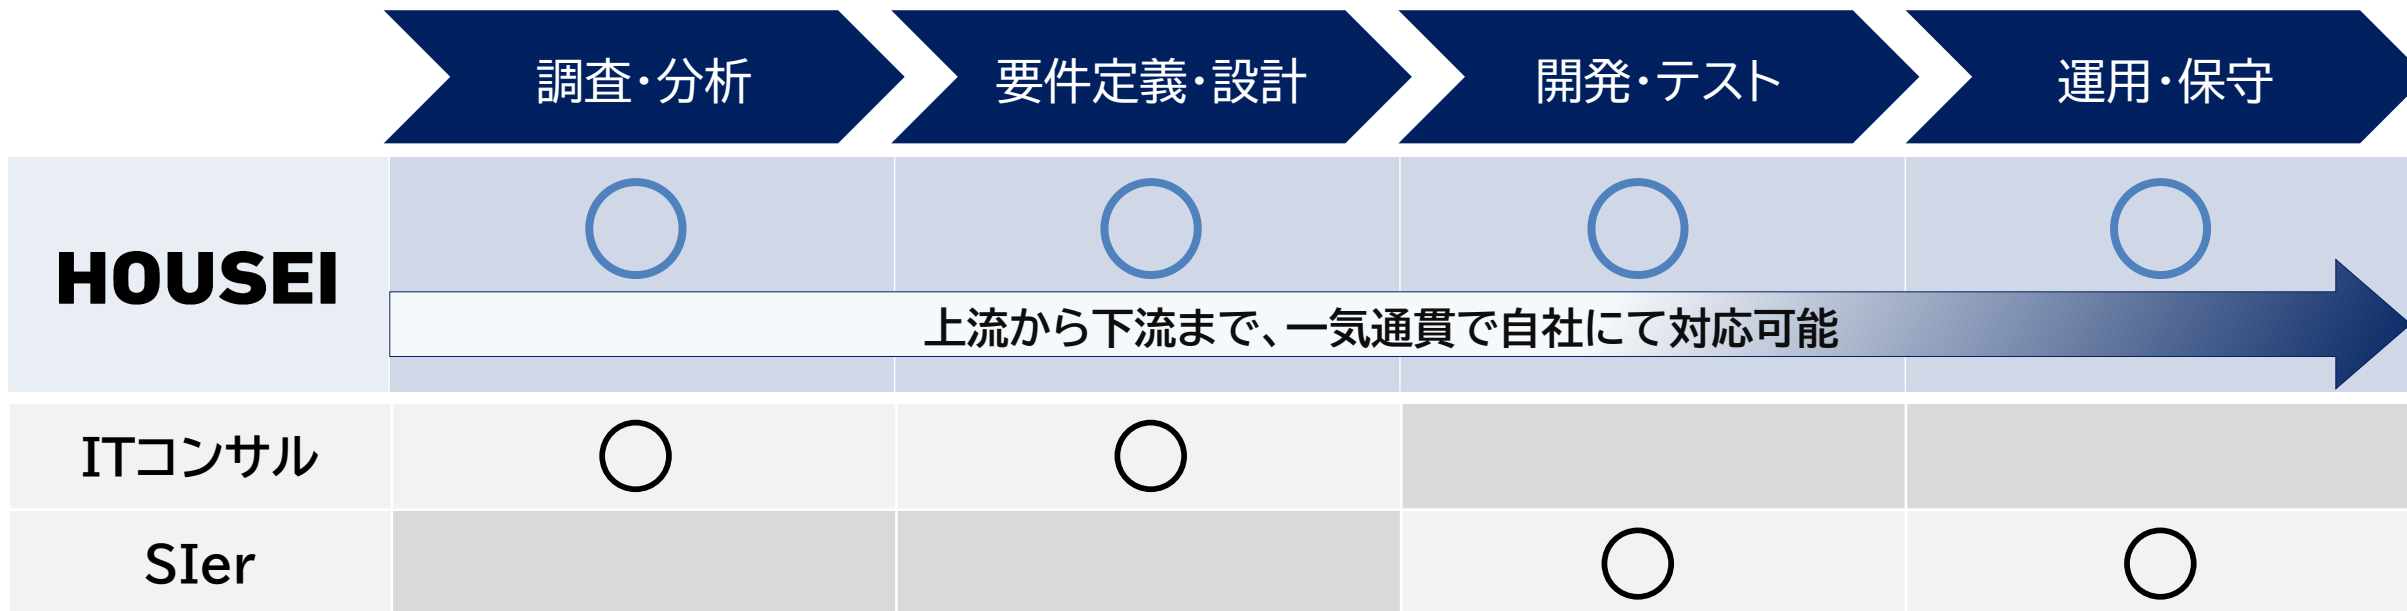 調査・分析
要件定義・設計
開発・テスト
運用・保守
HOUSEI
上流から下流まで、一気通貫で自社にて対応可能
ITコンサル
SIer